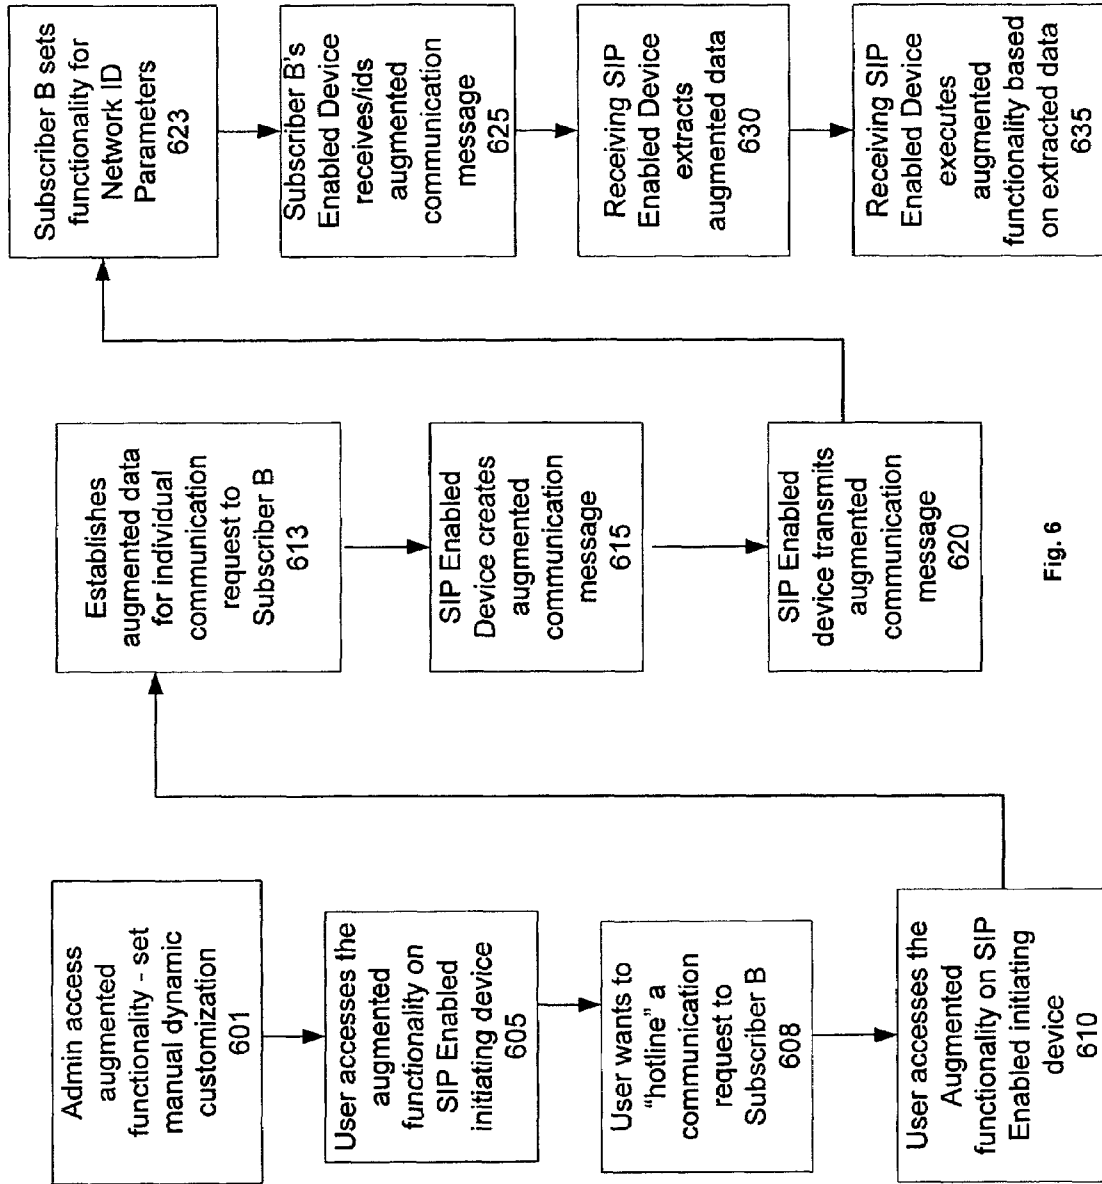 Admin access
augmented
functionality - set
manual dynamic
customization
601
User accesses the
augmented
functionality on
SIP Enabled
initiating device
605
User wants to
“hotline” a
communication
request to
Subscriber B
608
User accesses the
Augmented
functionality on SIP
Enabled initiating
device
610
Establishes
augmented data
for individual
communication
request to
Subscriber B
613
SIP Enabled
Device creates
augmented
communication
message
615
SIP Enabled
device transmits
augmented
communication
message
620
Subscriber B sets
functionality for
Network ID
Parameters
623
Subscriber B's
Enabled Device
receives/ids
augmented
communication
message
625
Receiving SIP
Enabled Device
extracts
augmented data
630
Receiving SIP
Enabled Device
executes
augmented
functionality based
on extracted data
635
Fig. 6